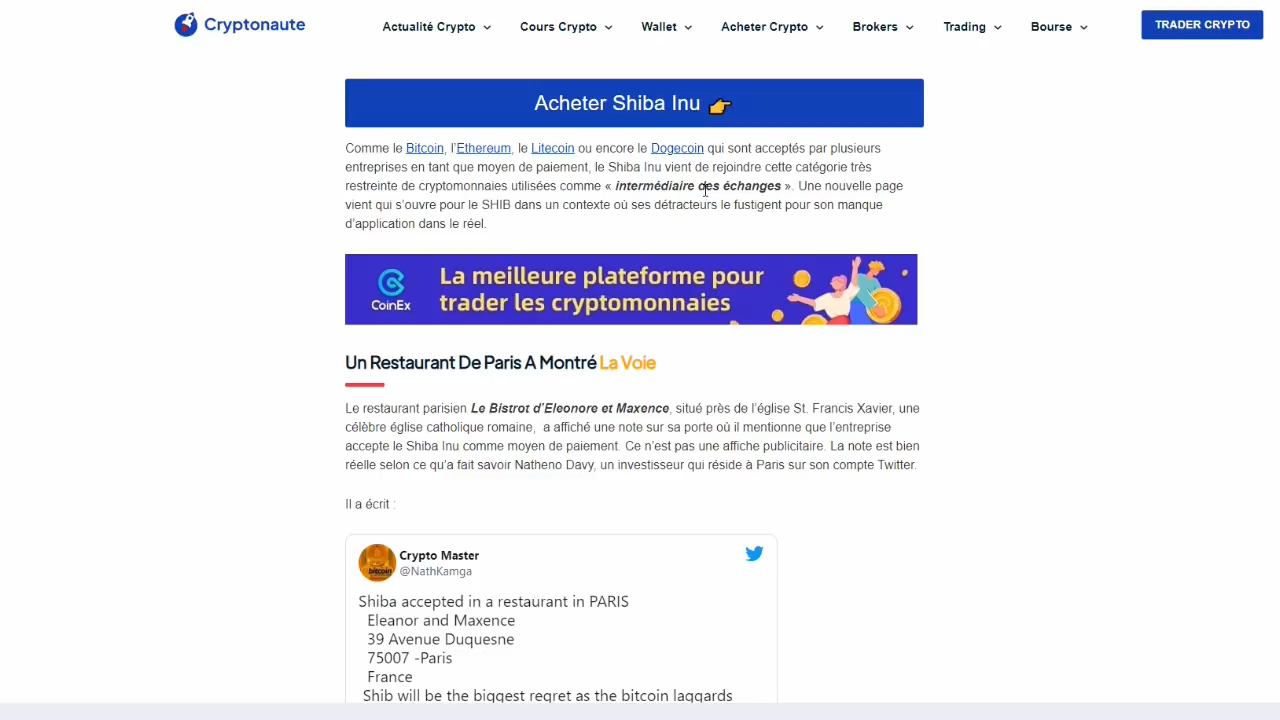 Cryptonaute
Actualité Crypto
Cours Crypto
Wallet
Acheter Crypto
Brokers
Trading
Bourse
TRADER CRYPTO
Acheter Shiba Inu 👉
Comme le Bitcoin, l’Ethereum, le Litecoin ou encore le Dogecoin qui sont acceptés par plusieurs
entreprises en tant que moyen de paiement, le Shiba Inu vient de rejoindre cette catégorie très
restreinte de cryptomonnaies utilisées comme « intermédiaire des échanges ». Une nouvelle page
vient qui s’ouvre pour le SHIB dans un contexte où ses détracteurs le fustigent pour son manque
d’application dans le réel.
CoinEx
La meilleure plateforme pour
trader les cryptomonnaies
Un Restaurant De Paris A Montré La Voie
Le restaurant parisien Le Bistrot d’Eleonore et Maxence, situé près de l’église St. Francis Xavier, une
célèbre église catholique romaine, a affiché une note sur sa porte où il mentionne que l’entreprise
accepte le Shiba Inu comme moyen de paiement. Ce n’est pas une affiche publicitaire. La note est bien
réelle selon ce qu’a fait savoir Natheno Davy, un investisseur qui réside à Paris sur son compte Twitter.
Il a écrit :
bitcoin
Crypto Master
@NathKamga
Shiba accepted in a restaurant in PARIS
Eleanor and Maxence
39 Avenue Duquesne
75007 -Paris
France
Shib will be the biggest regret as the bitcoin laggards